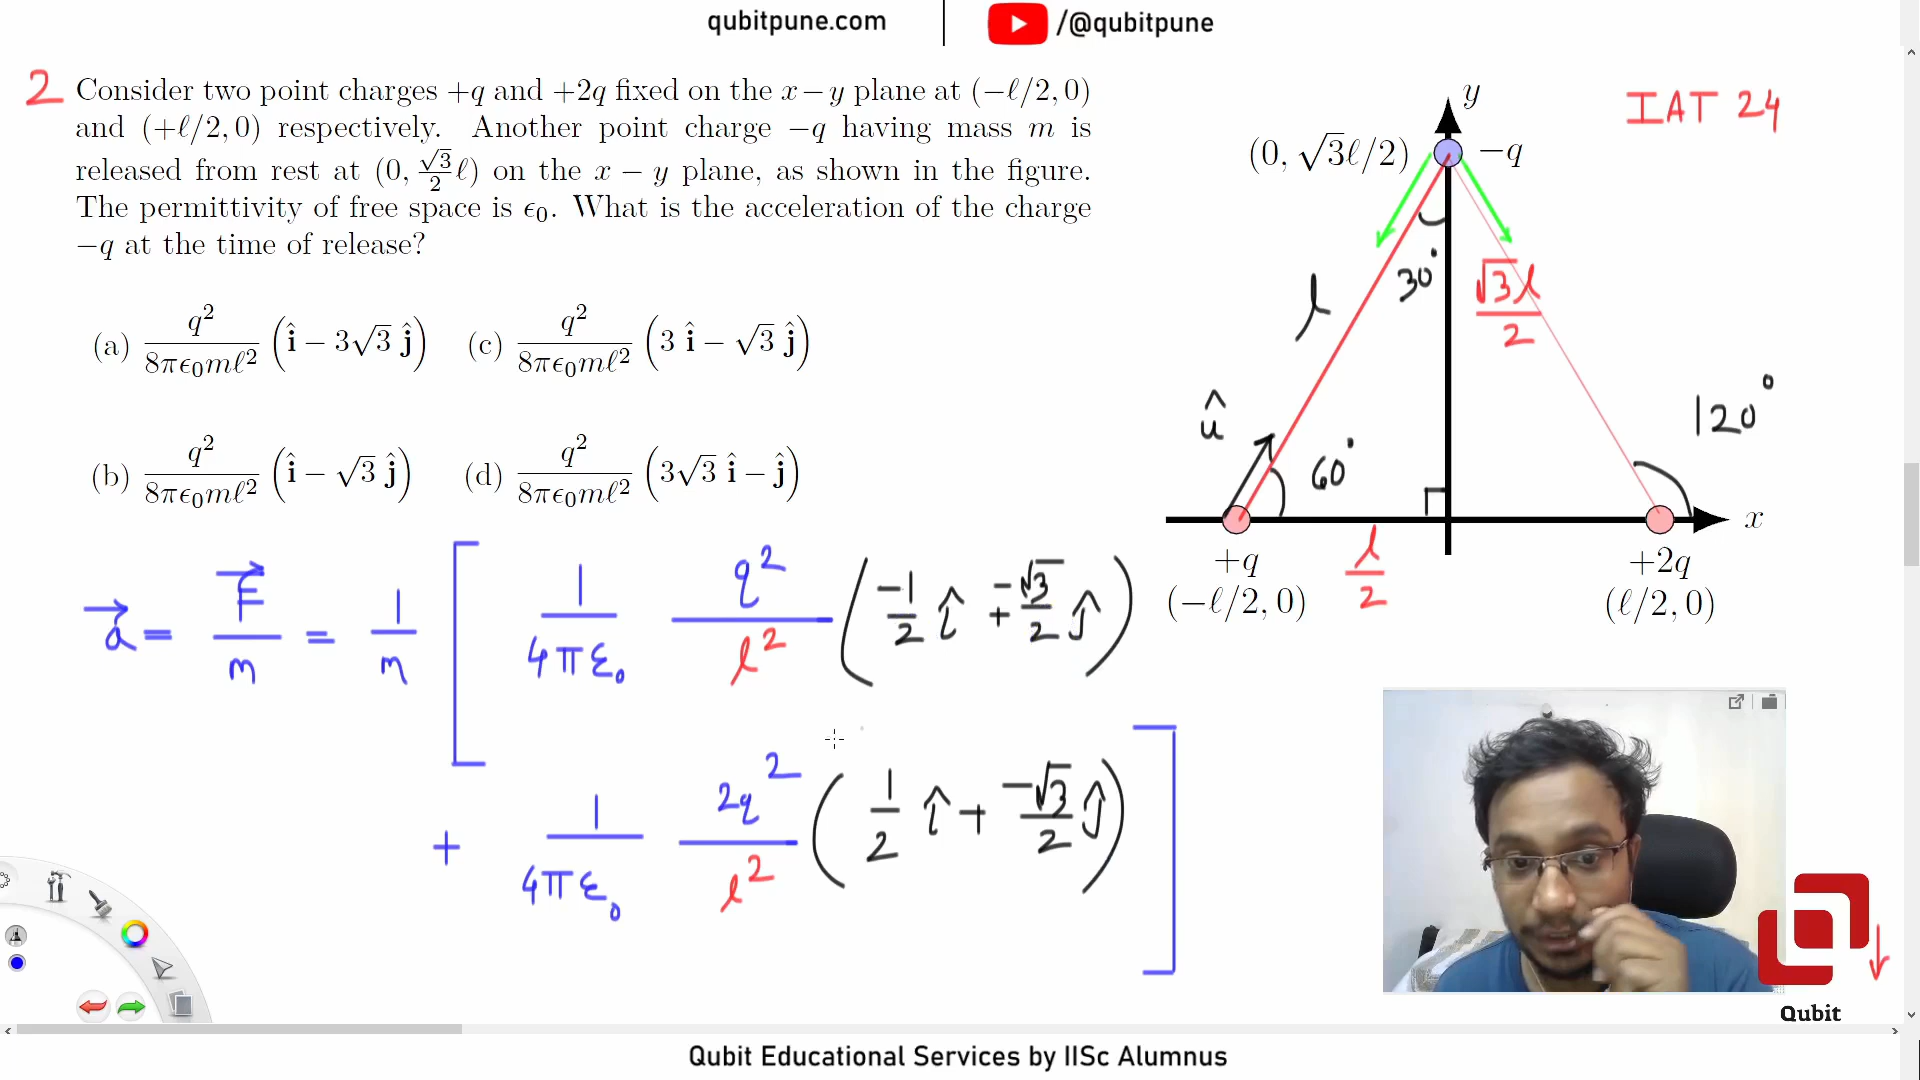 qubitpune.com | /@qubitpune
2 Consider two point charges +q and +2q fixed on the x−y plane at (−ℓ/2, 0)
and (+ℓ/2, 0) respectively. Another point charge −q having mass m is
released from rest at (0, √3/2 ℓ) on the x − y plane, as shown in the figure.
The permittivity of free space is ϵ₀. What is the acceleration of the charge
−q at the time of release?
(a) q²/8πϵ₀mℓ² (î − 3√3 ĵ) (c) q²/8πϵ₀mℓ² (3 î − √3 ĵ)
(b) q²/8πϵ₀mℓ² (î − √3 ĵ) (d) q²/8πϵ₀mℓ² (3√3 î − ĵ)
a⃗ = F⃗/m = 1/m [ 1/4πε₀ q²/l² (−1/2 î + −√3/2 ĵ)
+ 1/4πε₀ 2q²/l² (1/2 î + −√3/2 ĵ) ]
IAT 24
y
(0, √3ℓ/2) −q
30°
√3l/2
l
120°
û
60°
x
+q
(−ℓ/2, 0)
l/2
+2q
(ℓ/2, 0)
Qubit
Qubit Educational Services by IISc Alumnus